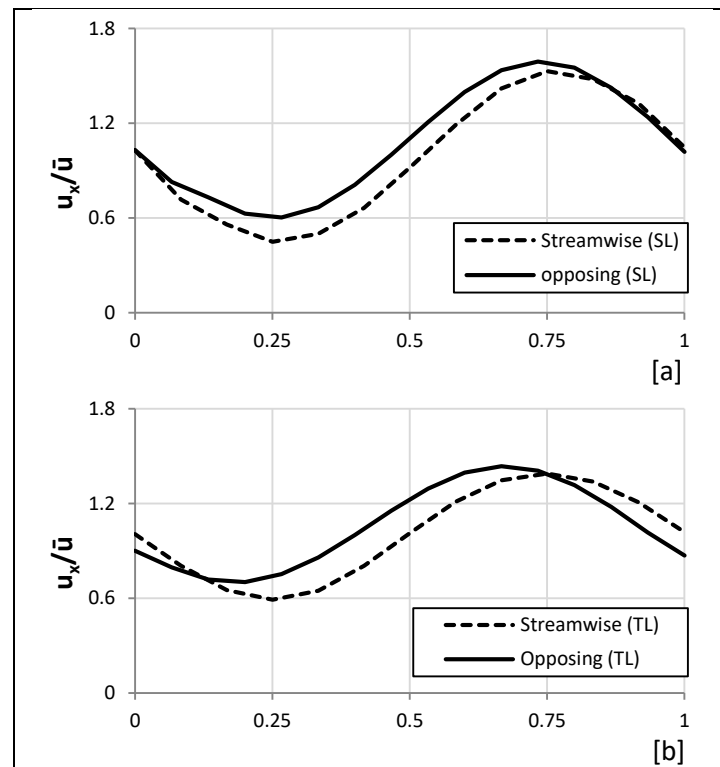 1.8
1.2
0.6
0
uₓ/ū
Streamwise (SL)
opposing (SL)
0 0.25 0.5 0.75 1
[a]
1.8
1.2
0.6
0
uₓ/ū
Streamwise (TL)
Opposing (TL)
0 0.25 0.5 0.75 1
[b]